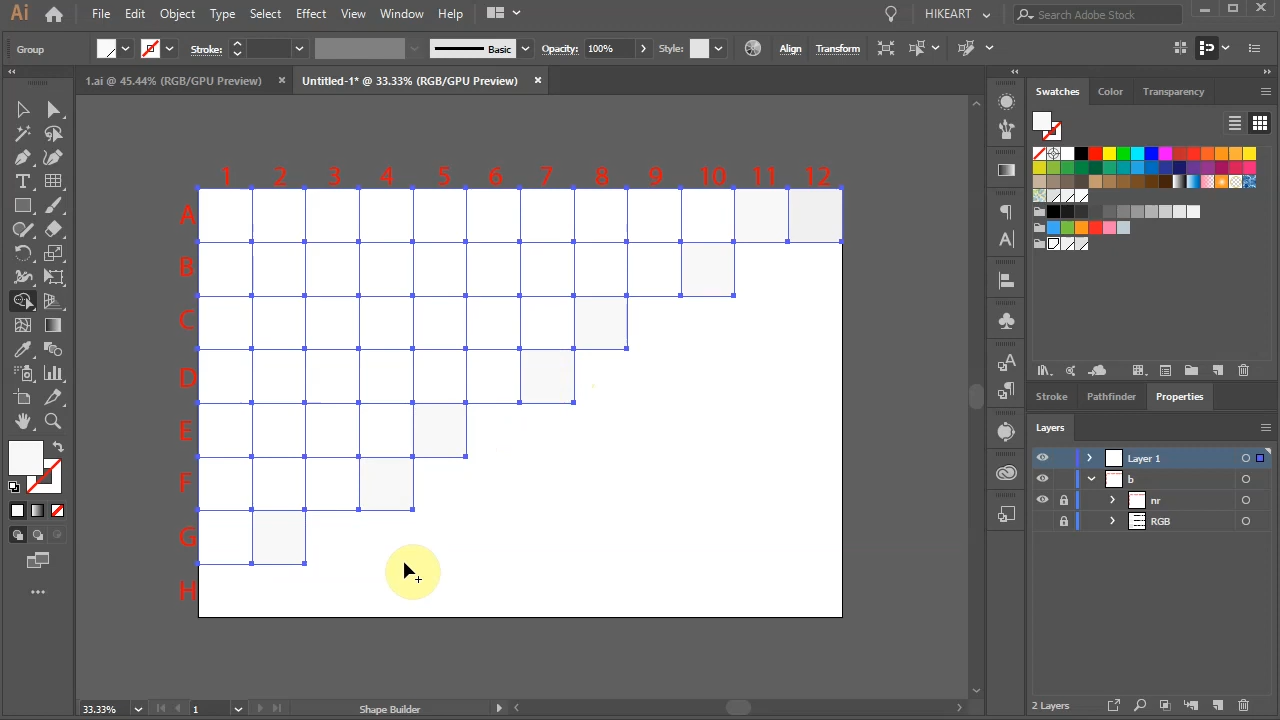 Ai File Edit Object Type Select Effect View Window Help HIKEART Search Adobe Stock
Group Stroke: Basic Opacity: 100% Style: Align Transform
1.ai @ 45.44% (RGB/GPU Preview) Untitled-1* @ 33.33% (RGB/GPU Preview)
Swatches Color Transparency
1 2 3 4 5 6 7 8 9 10 11 12
A
B
C
D
E
F
G
H
Stroke Pathfinder Properties
Layers
Layer 1
b
nr
RGB
2 Layers
33.33% 1 Shape Builder